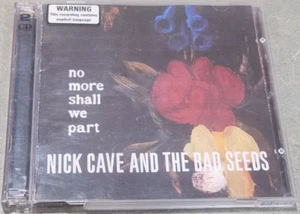 WARNING
This recording contains
explicit language
no
more
shall
we
part
NICK CAVE AND THE BAD SEEDS